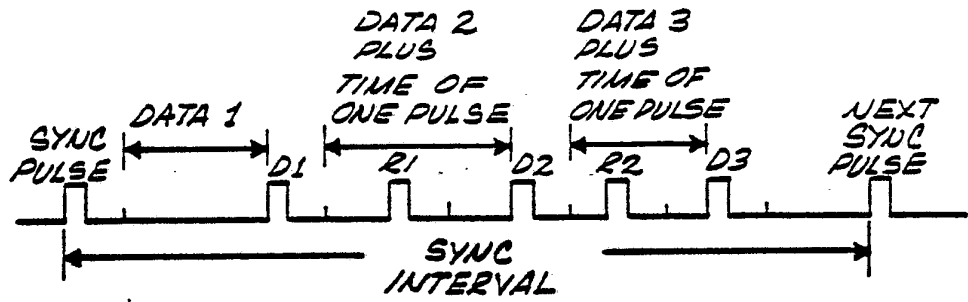 DATA 2
PLUS
TIME OF
ONE PULSE
DATA 3
PLUS
TIME OF
ONE PULSE
DATA 1
SYNC
PULSE
D1
R1
D2
R2
D3
NEXT
SYNC
PULSE
SYNC
INTERVAL